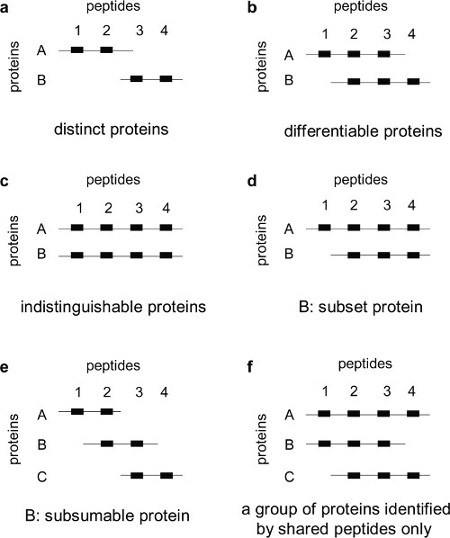 a
peptides
1 2 3 4
proteins
A
B
distinct proteins
b
peptides
1 2 3 4
proteins
A
B
differentiable proteins
c
peptides
1 2 3 4
proteins
A
B
indistinguishable proteins
d
peptides
1 2 3 4
proteins
A
B
B: subset protein
e
peptides
1 2 3 4
proteins
A
B
C
B: subsumable protein
f
peptides
1 2 3 4
proteins
A
B
C
a group of proteins identified
by shared peptides only